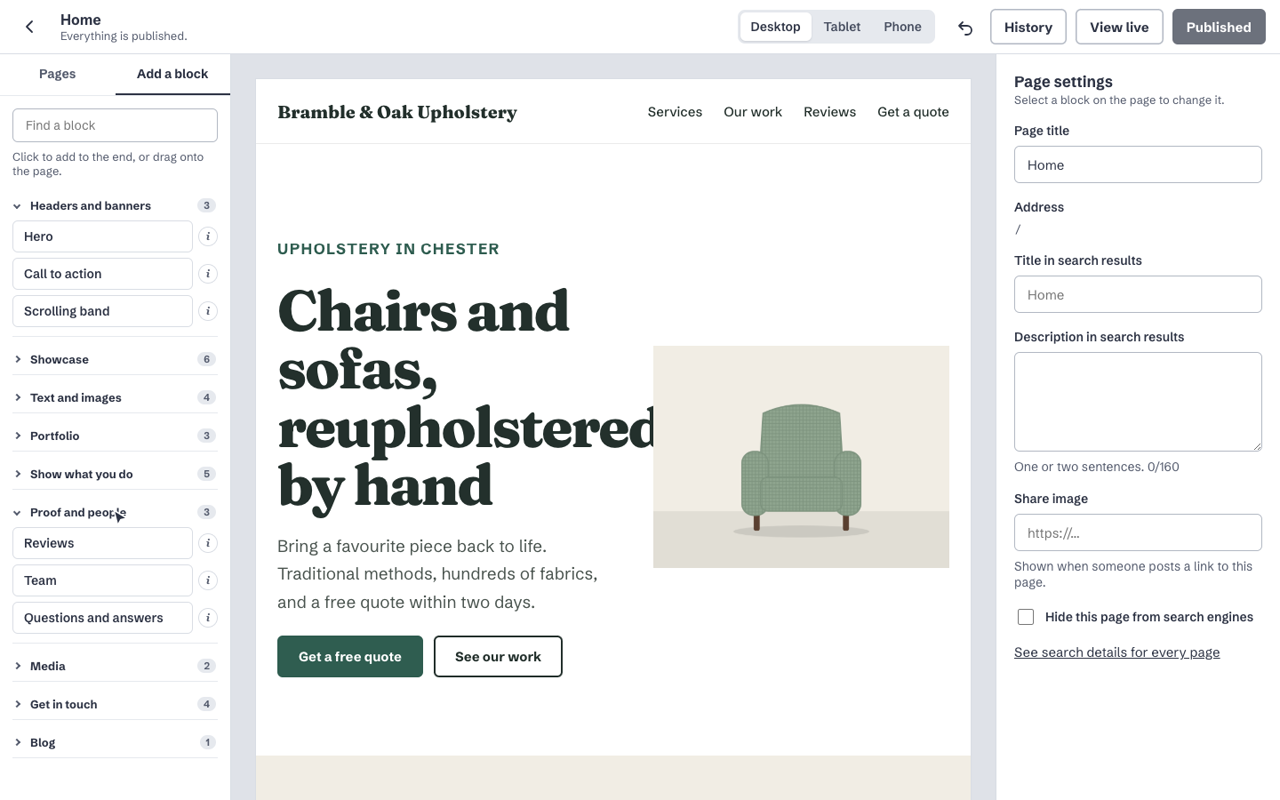 Home
Everything is published.
Desktop
Tablet
Phone
History
View live
Published
Pages
Add a block
Find a block
Click to add to the end, or drag onto
the page.
Headers and banners
3
Hero
i
Call to action
i
Scrolling band
i
Showcase
6
Text and images
4
Portfolio
3
Show what you do
5
Proof and people
3
Reviews
i
Team
i
Questions and answers
i
Media
2
Get in touch
4
Blog
1
Bramble & Oak Upholstery
Services
Our work
Reviews
Get a quote
UPHOLSTERY IN CHESTER
Chairs and
sofas,
reupholstered
by hand
Bring a favourite piece back to life.
Traditional methods, hundreds of fabrics,
and a free quote within two days.
Get a free quote
See our work
Page settings
Select a block on the page to change it.
Page title
Home
Address
/
Title in search results
Home
Description in search results
One or two sentences. 0/160
Share image
https://…
Shown when someone posts a link to this
page.
Hide this page from search engines
See search details for every page